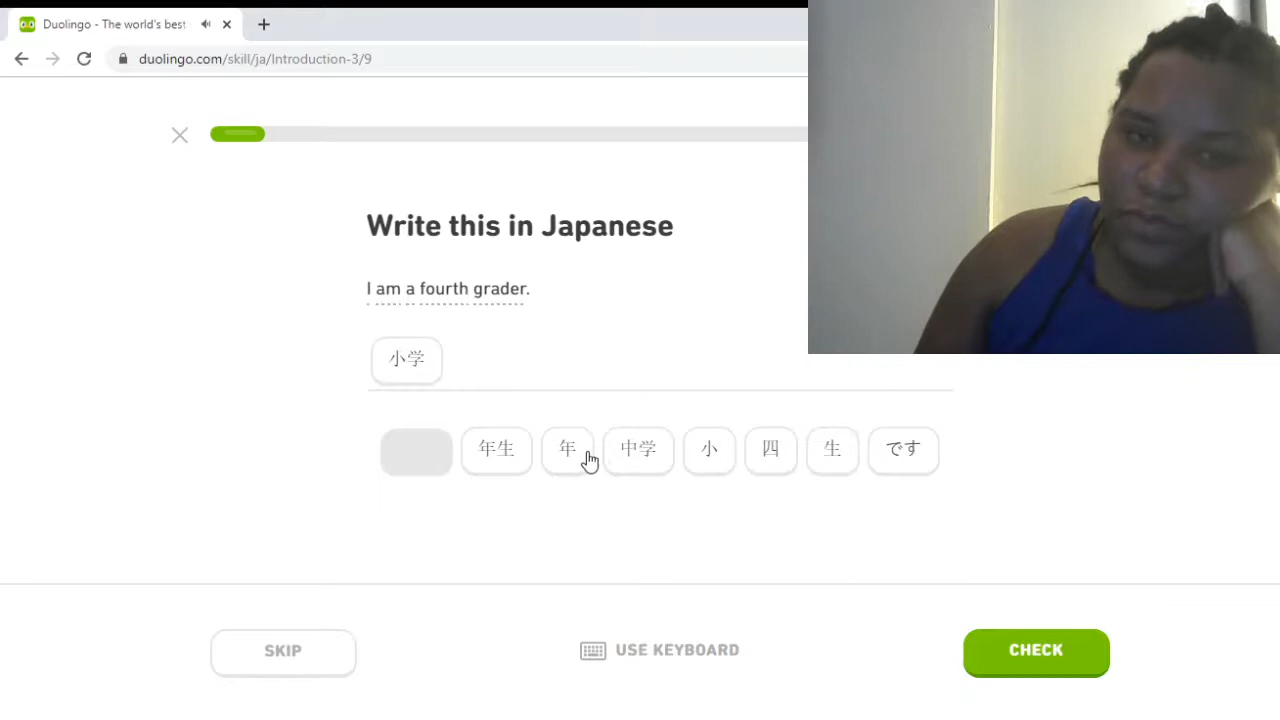 Duolingo - The world's best
duolingo.com/skill/ja/Introduction-3/9
Write this in Japanese
I am a fourth grader.
小学
年生 年 中学 小 四 生 です
SKIP USE KEYBOARD CHECK